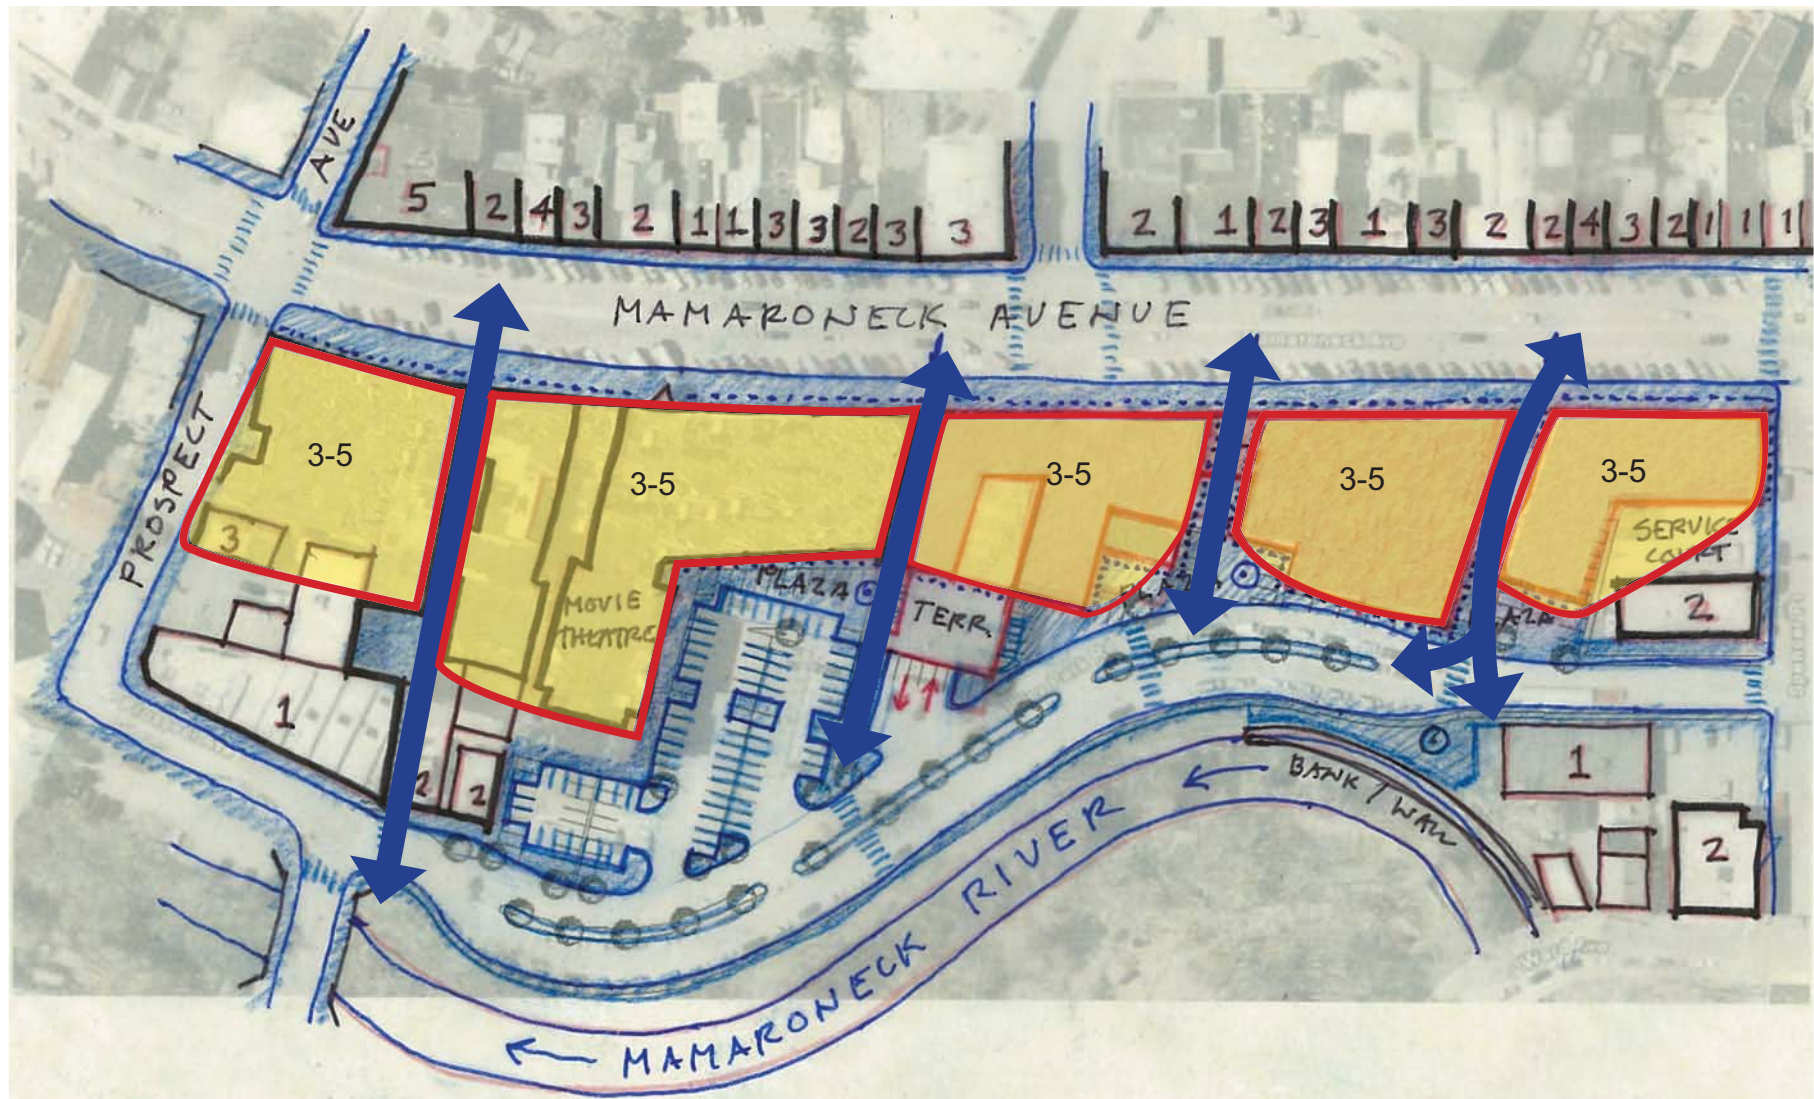 AVE
5 2 4 3 2 1 1 3 3 2 3 3
2 1 2 3 1 3 2 2 4 3 2 1 1 1
MAMARONECK AVENUE
PROSPECT
3-5
3-5
3-5
3-5
3-5
3
SERVICE
COURT
MOVIE
THEATRE
PLAZA
TERR.
2
1
2
2
1
2
BANK / WALL
MAMARONECK RIVER